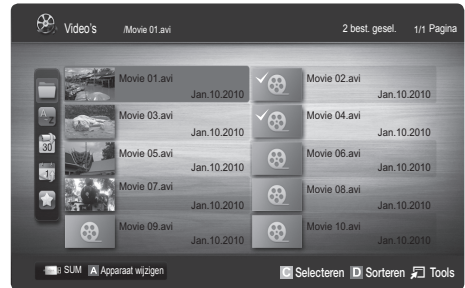 Video's /Movie 01.avi 2 best. gesel. 1/1 Pagina
Movie 01.avi Movie 02.avi
Jan.10.2010 Jan.10.2010
Movie 03.avi Movie 04.avi
Jan.10.2010 Jan.10.2010
Movie 05.avi Movie 06.avi
Jan.10.2010 Jan.10.2010
Movie 07.avi Movie 08.avi
Jan.10.2010 Jan.10.2010
Movie 09.avi Movie 10.avi
Jan.10.2010 Jan.10.2010
30
1
SUM A Apparaat wijzigen C Selecteren D Sorteren Tools